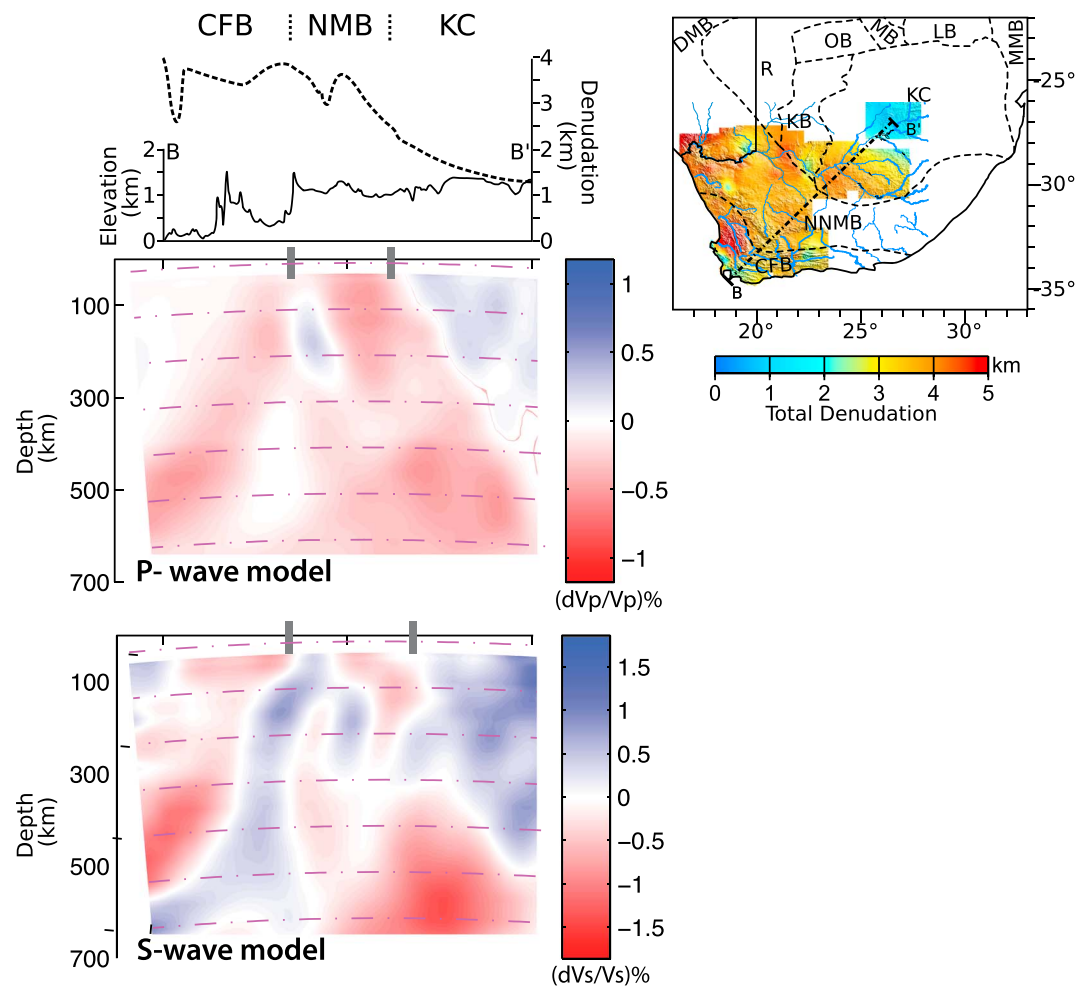 CFB NMB KC
4
3
2
1
0
Denudation
(km)
B B'
2
1
0
Elevation
(km)
100
300
500
700
Depth
(km)
P- wave model
1
0.5
0
−0.5
−1
(dVp/Vp)%
100
300
500
700
Depth
(km)
S-wave model
1.5
1
0.5
0
−0.5
−1
−1.5
(dVs/Vs)%
DMB
R
OB
MB
LB
MMB
KC
KB
B'
NNMB
CFB
B
−25°
−30°
−35°
20° 25° 30°
km
0 1 2 3 4 5
Total Denudation